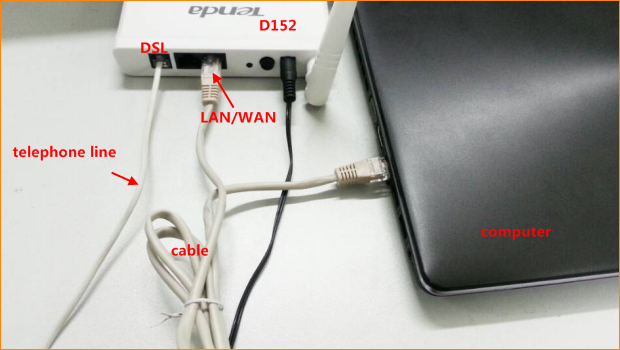 Tenda
D152
DSL
LAN/WAN
telephone line
cable
computer